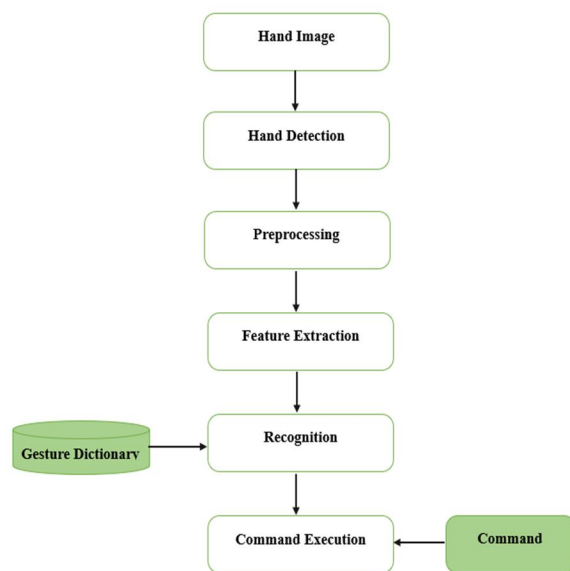 Hand Image
Hand Detection
Preprocessing
Feature Extraction
Recognition
Gesture Dictionary
Command Execution
Command